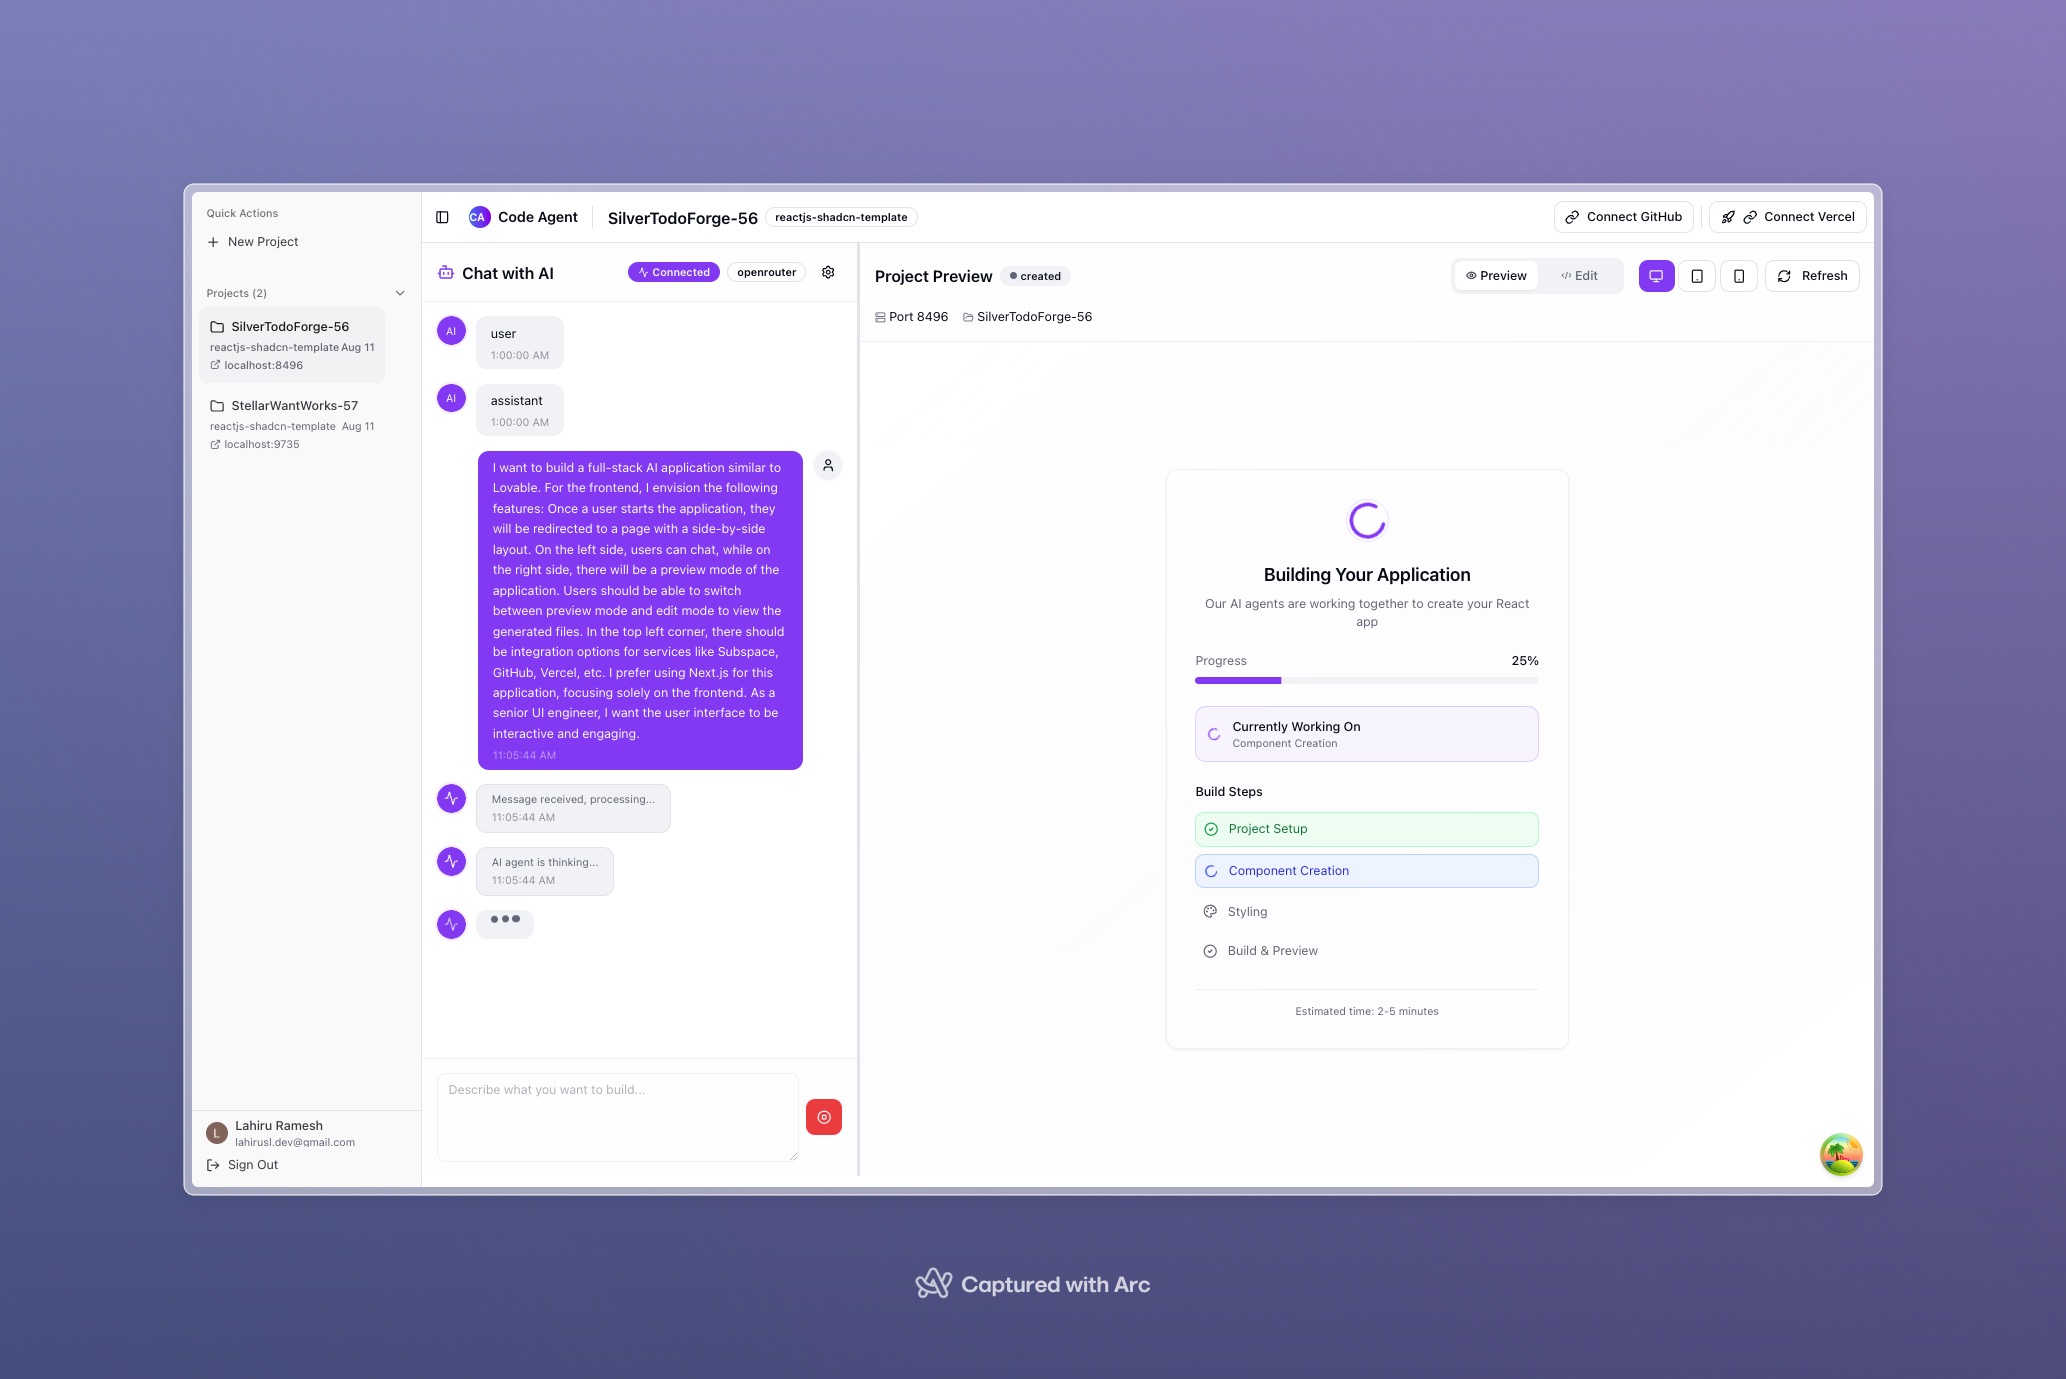 Quick Actions
New Project
Projects (2)
SilverTodoForge-56
reactjs-shadcn-template Aug 11
localhost:8496
StellarWantWorks-57
reactjs-shadcn-template Aug 11
localhost:9735
Lahiru Ramesh
lahirusl.dev@gmail.com
L
Sign Out
CA
Code Agent
SilverTodoForge-56
reactjs-shadcn-template
Connect GitHub
Connect Vercel
Chat with AI
Connected
openrouter
AI
user
1:00:00 AM
AI
assistant
1:00:00 AM
I want to build a full-stack AI application similar to
Lovable. For the frontend, I envision the following
features: Once a user starts the application, they
will be redirected to a page with a side-by-side
layout. On the left side, users can chat, while on
the right side, there will be a preview mode of the
application. Users should be able to switch
between preview mode and edit mode to view the
generated files. In the top left corner, there should
be integration options for services like Subspace,
GitHub, Vercel, etc. I prefer using Next.js for this
application, focusing solely on the frontend. As a
senior UI engineer, I want the user interface to be
interactive and engaging.
11:05:44 AM
Message received, processing...
11:05:44 AM
AI agent is thinking...
11:05:44 AM
Describe what you want to build...
Project Preview
created
Preview
Edit
Refresh
Port 8496
SilverTodoForge-56
Building Your Application
Our AI agents are working together to create your React
app
Progress
25%
Currently Working On
Component Creation
Build Steps
Project Setup
Component Creation
Styling
Build & Preview
Estimated time: 2-5 minutes
Captured with Arc